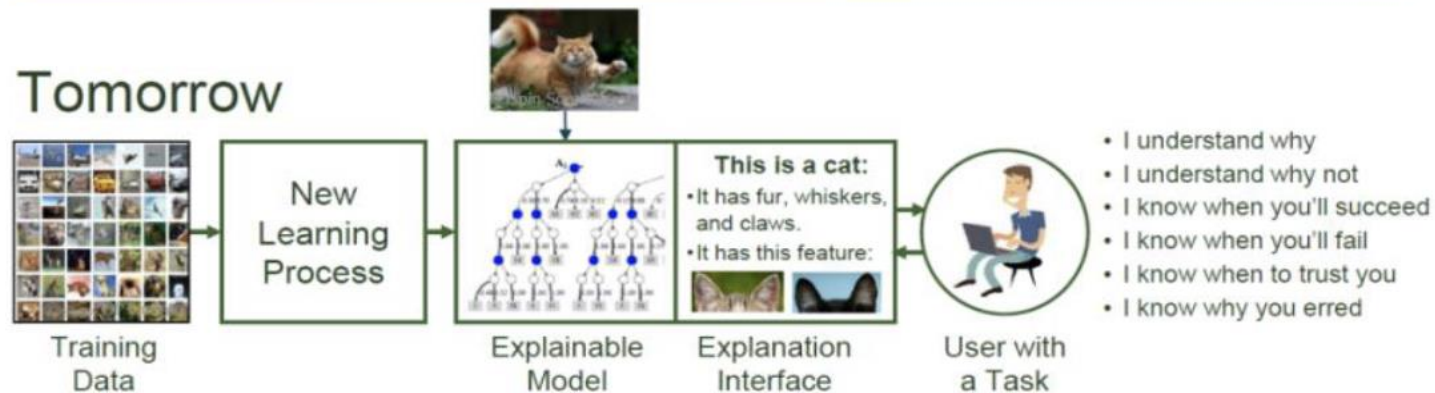 Tomorrow
New
Learning
Process
This is a cat:
•It has fur, whiskers,
and claws.
•It has this feature:
• I understand why
• I understand why not
• I know when you'll succeed
• I know when you'll fail
• I know when to trust you
• I know why you erred
Training
Data
Explainable
Model
Explanation
Interface
User with
a Task